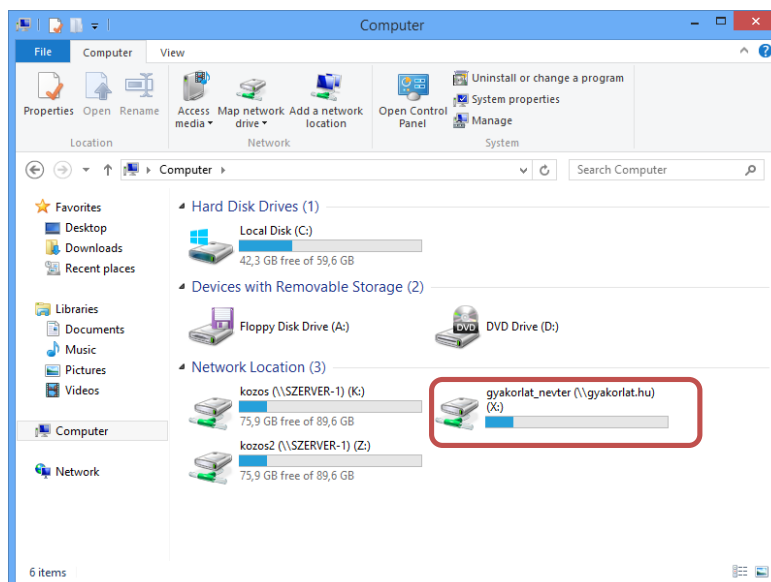 Computer
File Computer View
Properties Open Rename
Access media Map network drive Add a network location
Open Control Panel
Uninstall or change a program
System properties
Manage
Location Network System
Computer
Search Computer
Favorites
Desktop
Downloads
Recent places
Libraries
Documents
Music
Pictures
Videos
Computer
Network
Hard Disk Drives (1)
Local Disk (C:)
42,3 GB free of 59,6 GB
Devices with Removable Storage (2)
Floppy Disk Drive (A:)
DVD
DVD Drive (D:)
Network Location (3)
kozos (\\SZERVER-1) (K:)
75,9 GB free of 89,6 GB
gyakorlat_nevter (\\gyakorlat.hu)
(X:)
kozos2 (\\SZERVER-1) (Z:)
75,9 GB free of 89,6 GB
6 items